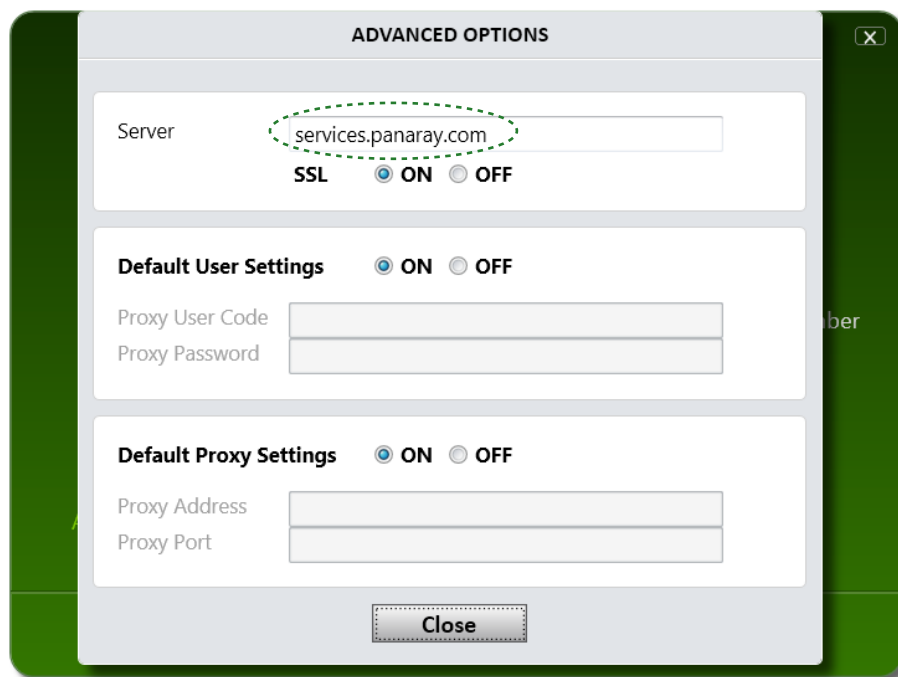 ADVANCED OPTIONS
X
Server services.panaray.com
SSL ON OFF
Default User Settings ON OFF
Proxy User Code
Proxy Password
Default Proxy Settings ON OFF
Proxy Address
Proxy Port
Close